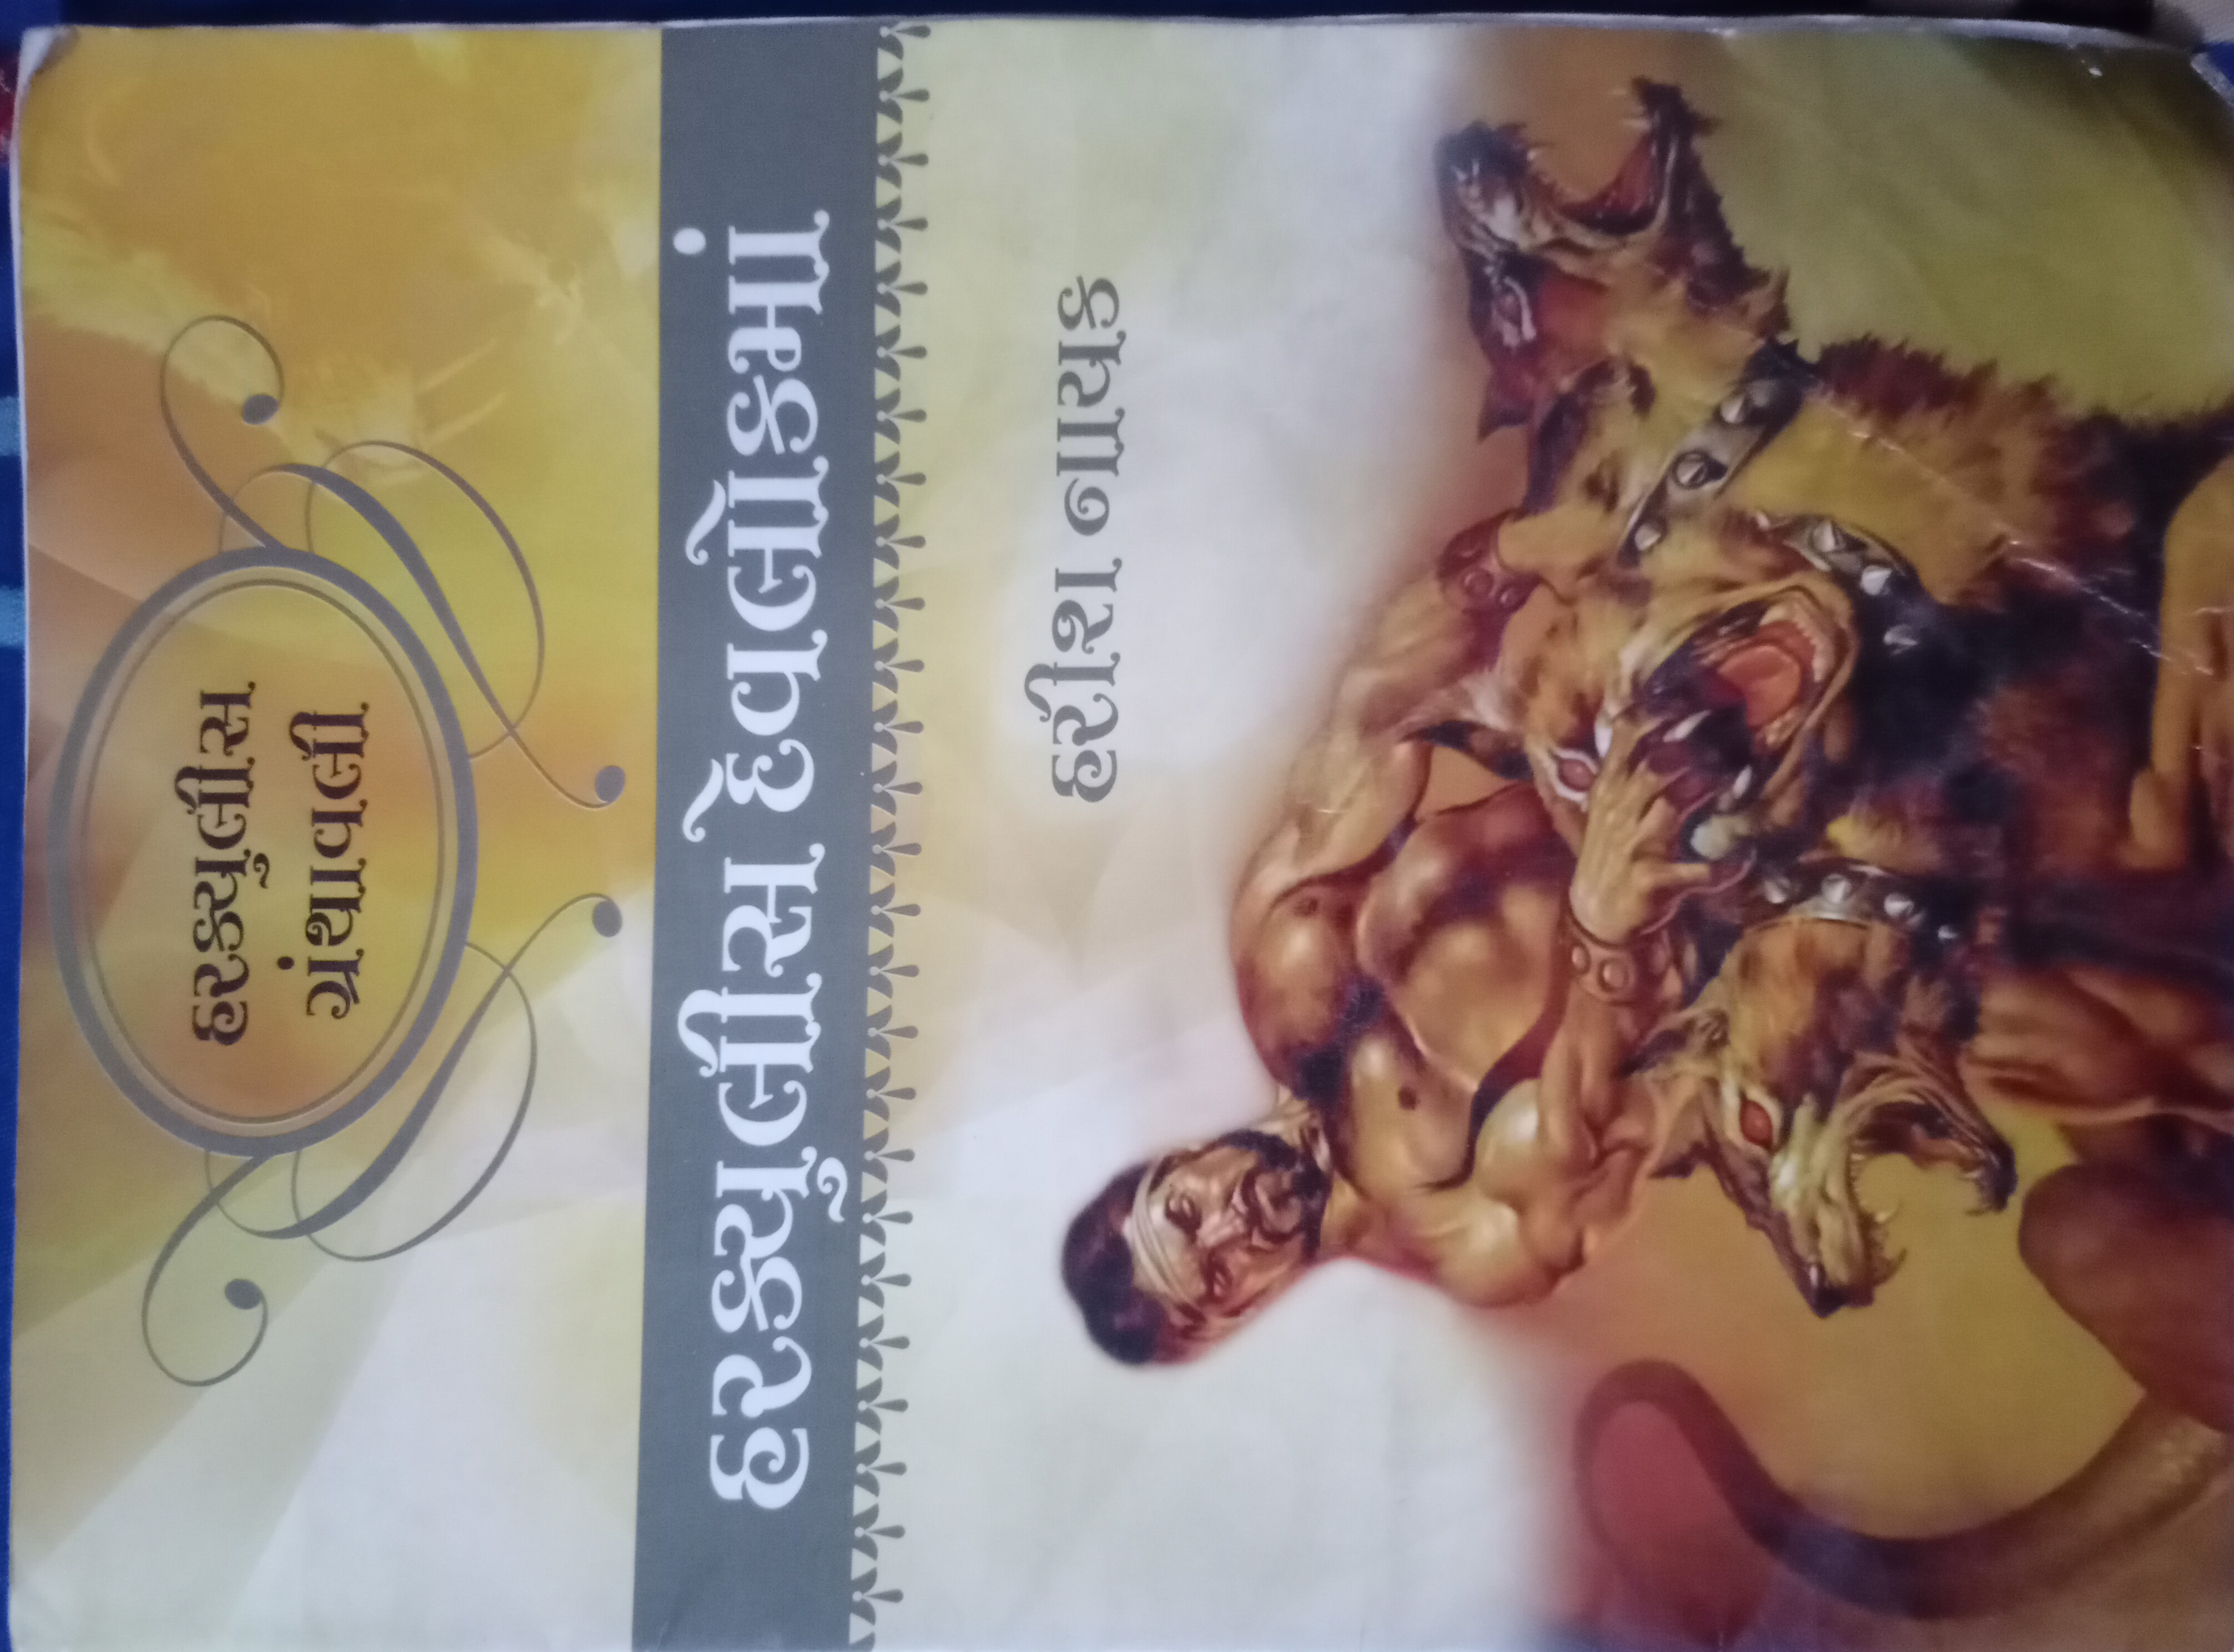 હરક્યુલીસ
ગ્રંથાવલી
હરક્યુલીસ દેવલોકમાં
હરીશ નાયક